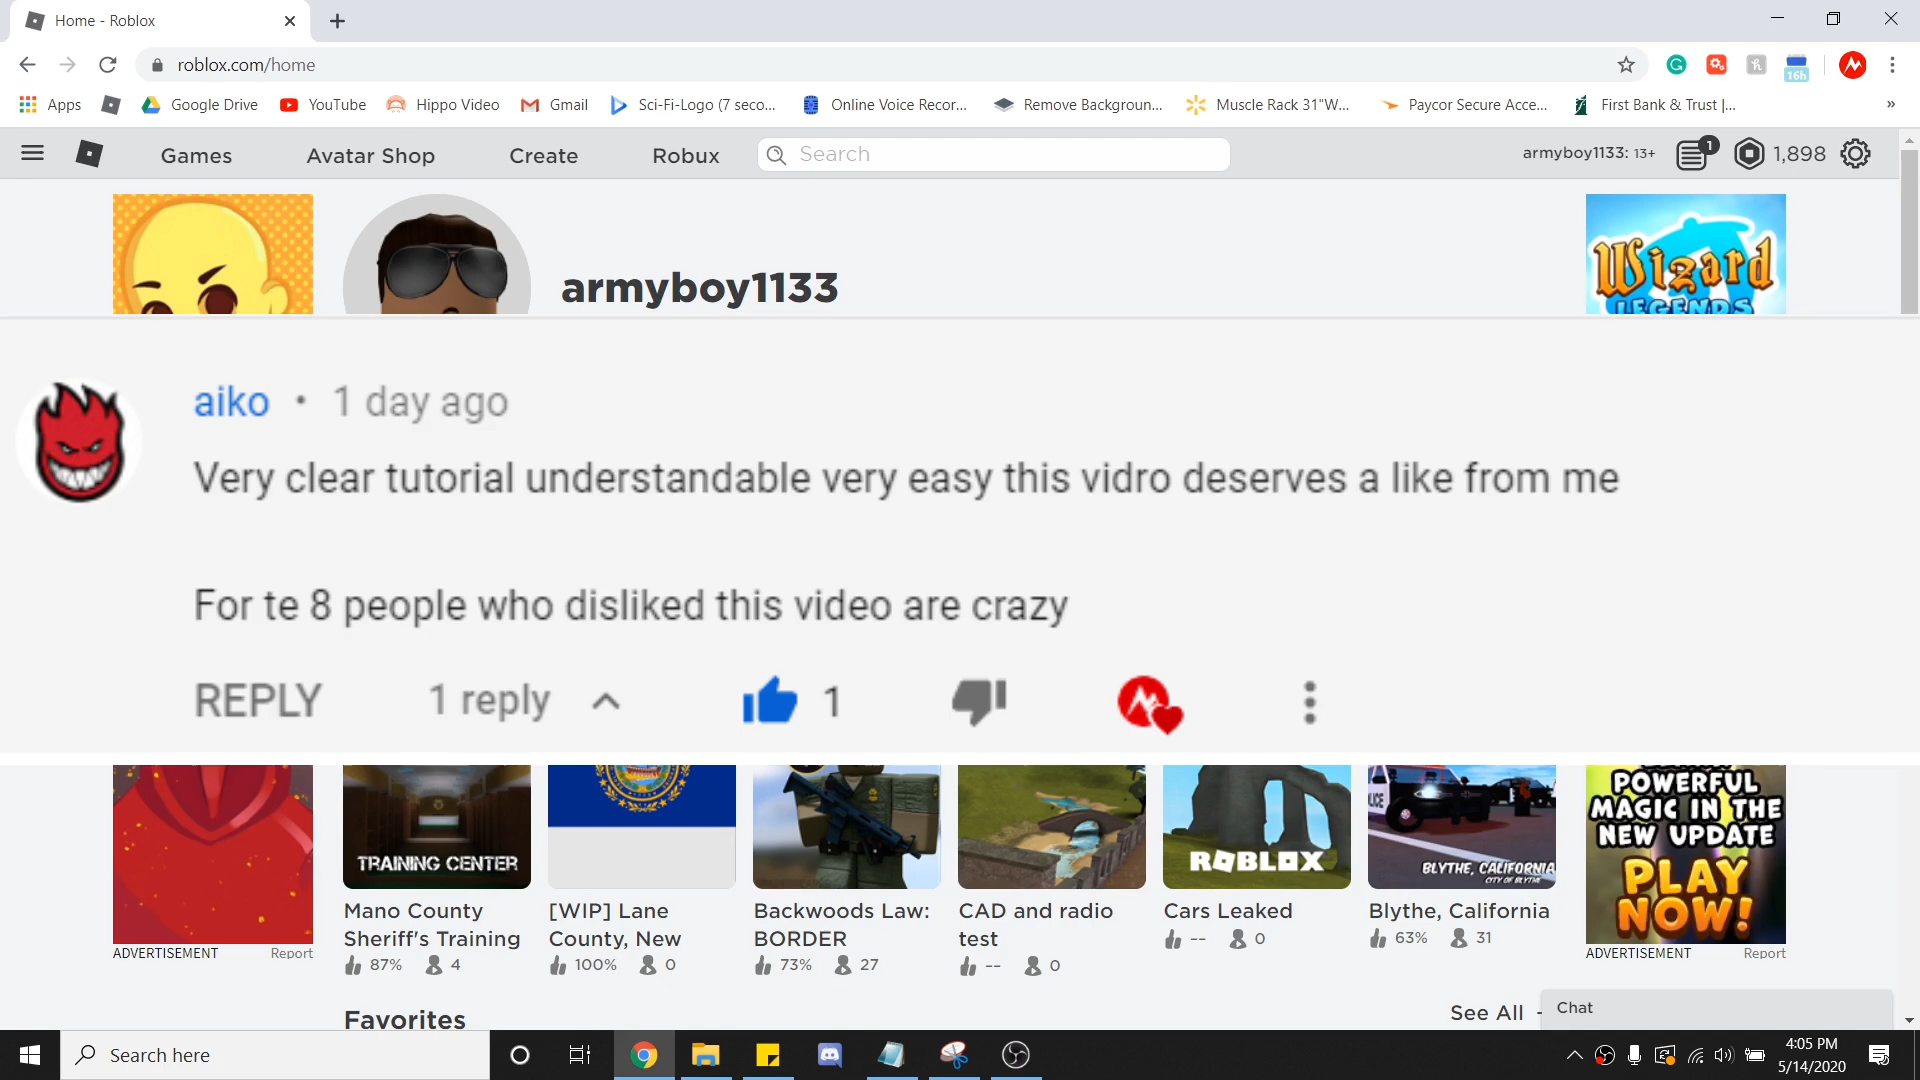 Home - Roblox
roblox.com/home
16h
Apps Google Drive YouTube Hippo Video Gmail Sci-Fi-Logo (7 seco... Online Voice Recor... Remove Backgroun... Muscle Rack 31"W... Paycor Secure Acce... First Bank & Trust |... »
Games Avatar Shop Create Robux Search armyboy1133: 13+ 1 1,898
armyboy1133
Wizard
LEGENDS
aiko • 1 day ago
Very clear tutorial understandable very easy this vidro deserves a like from me
For te 8 people who disliked this video are crazy
REPLY 1 reply 1
TRAINING CENTER
ROBLOX
BLYTHE, CALIFORNIA
CITY OF BLYTHE
POWERFUL
MAGIC IN THE
NEW UPDATE
PLAY
NOW!
Mano County
Sheriff's Training
87% 4
[WIP] Lane
County, New
100% 0
Backwoods Law:
BORDER
73% 27
CAD and radio
test
-- 0
Cars Leaked
-- 0
Blythe, California
63% 31
ADVERTISEMENT Report
ADVERTISEMENT Report
Favorites
See All
Chat
Search here
4:05 PM
5/14/2020